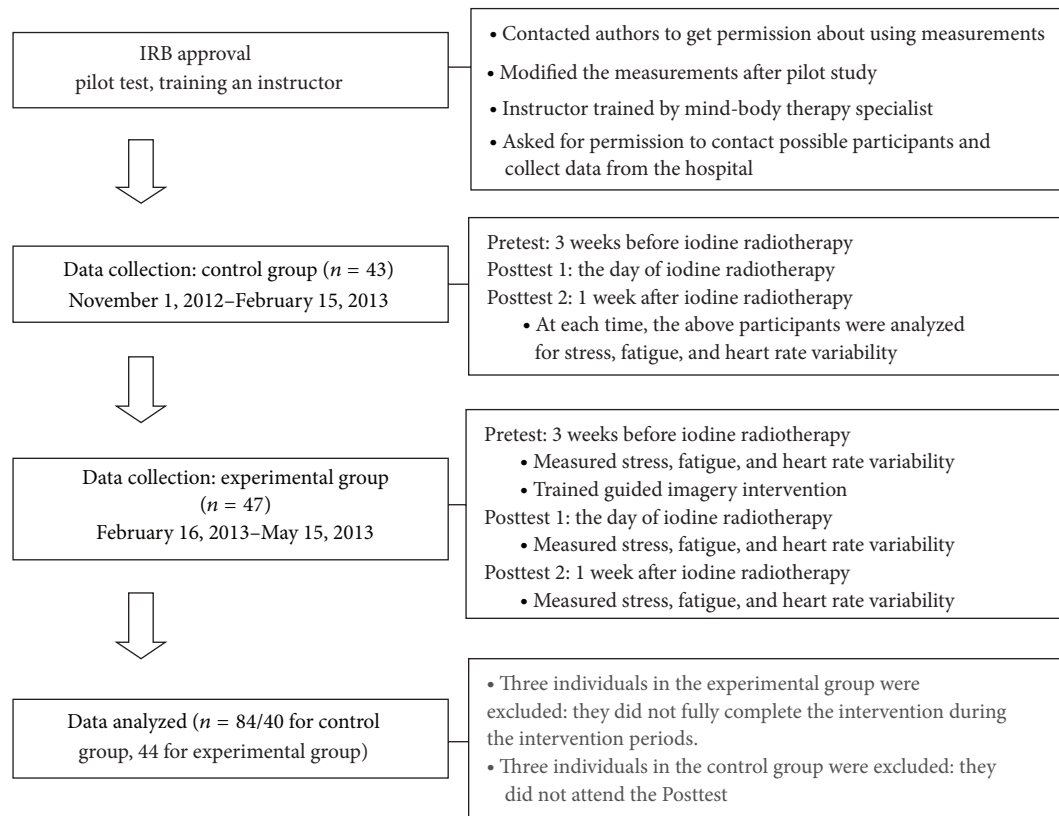 IRB approval
pilot test, training an instructor
• Contacted authors to get permission about using measurements
• Modified the measurements after pilot study
• Instructor trained by mind-body therapy specialist
• Asked for permission to contact possible participants and
collect data from the hospital
Data collection: control group (n = 43)
November 1, 2012–February 15, 2013
Pretest: 3 weeks before iodine radiotherapy
Posttest 1: the day of iodine radiotherapy
Posttest 2: 1 week after iodine radiotherapy
• At each time, the above participants were analyzed
for stress, fatigue, and heart rate variability
Data collection: experimental group
(n = 47)
February 16, 2013–May 15, 2013
Pretest: 3 weeks before iodine radiotherapy
• Measured stress, fatigue, and heart rate variability
• Trained guided imagery intervention
Posttest 1: the day of iodine radiotherapy
• Measured stress, fatigue, and heart rate variability
Posttest 2: 1 week after iodine radiotherapy
• Measured stress, fatigue, and heart rate variability
Data analyzed (n = 84/40 for control
group, 44 for experimental group)
• Three individuals in the experimental group were
excluded: they did not fully complete the intervention during
the intervention periods.
• Three individuals in the control group were excluded: they
did not attend the Posttest